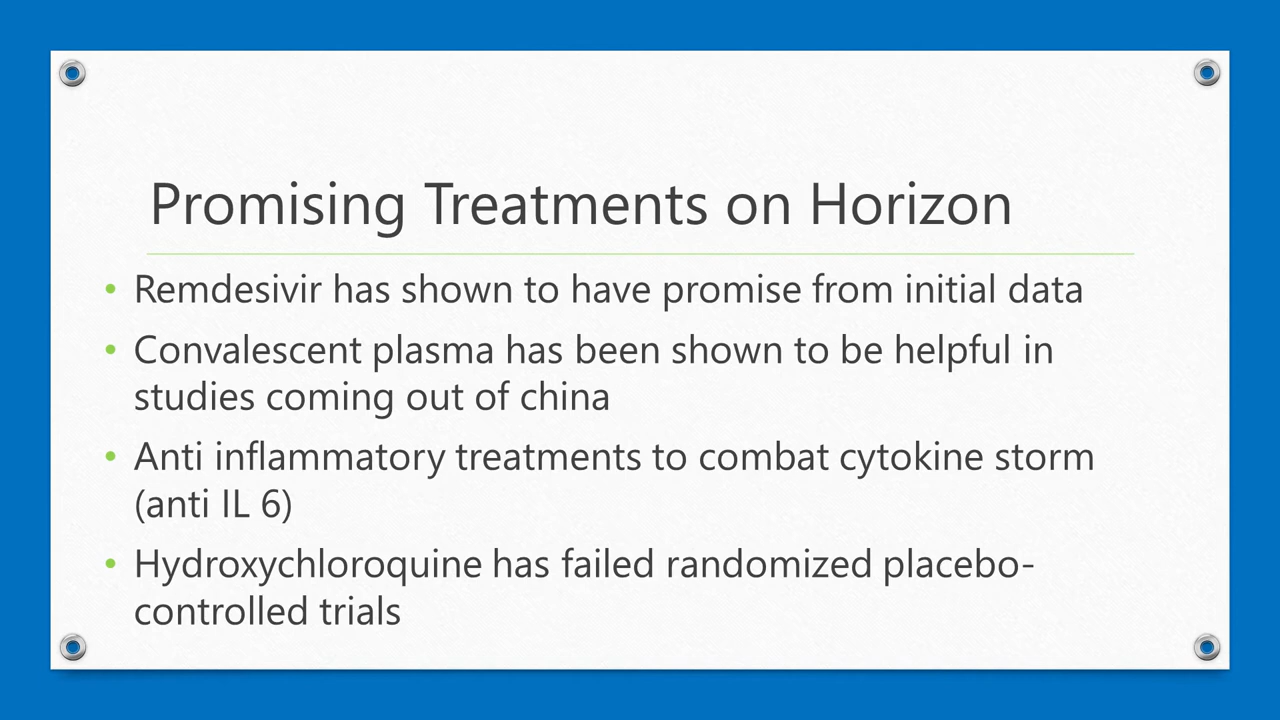 Promising Treatments on Horizon
• Remdesivir has shown to have promise from initial data
• Convalescent plasma has been shown to be helpful in
studies coming out of china
• Anti inflammatory treatments to combat cytokine storm
(anti IL 6)
• Hydroxychloroquine has failed randomized placebo-
controlled trials